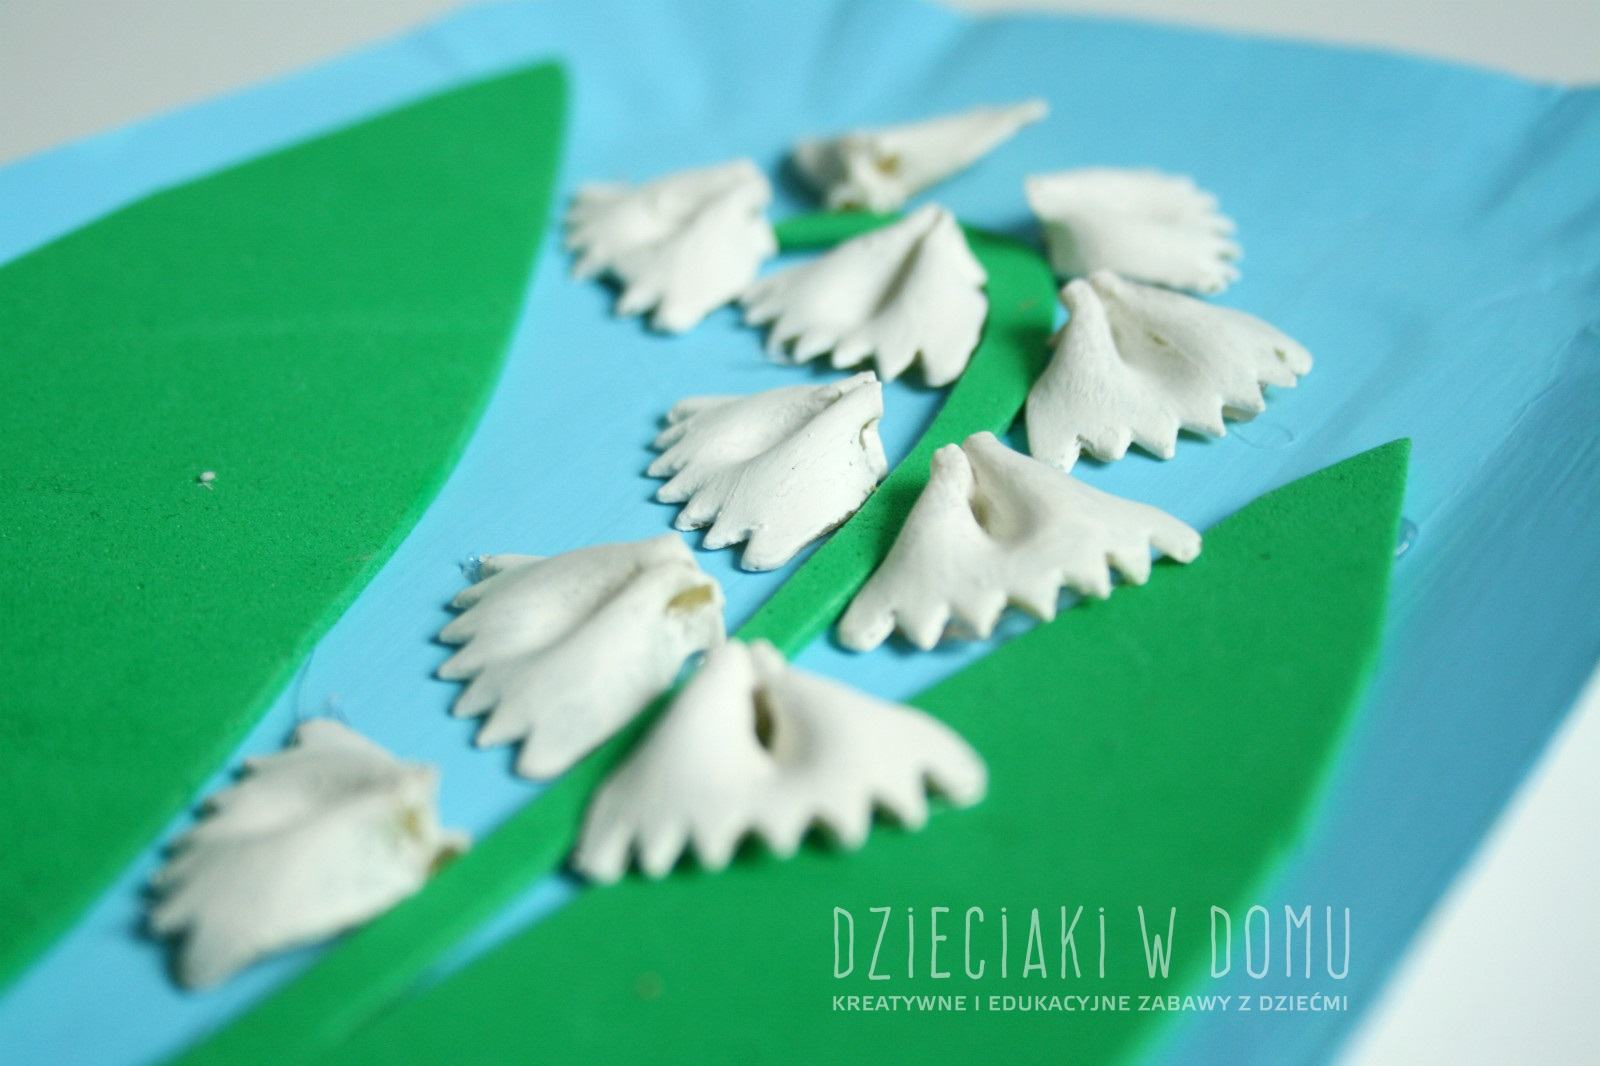 DZiECiAKi W DOMU
KREATYWNE I EDUKACYJNE ZABAWY Z DZIEĆMI